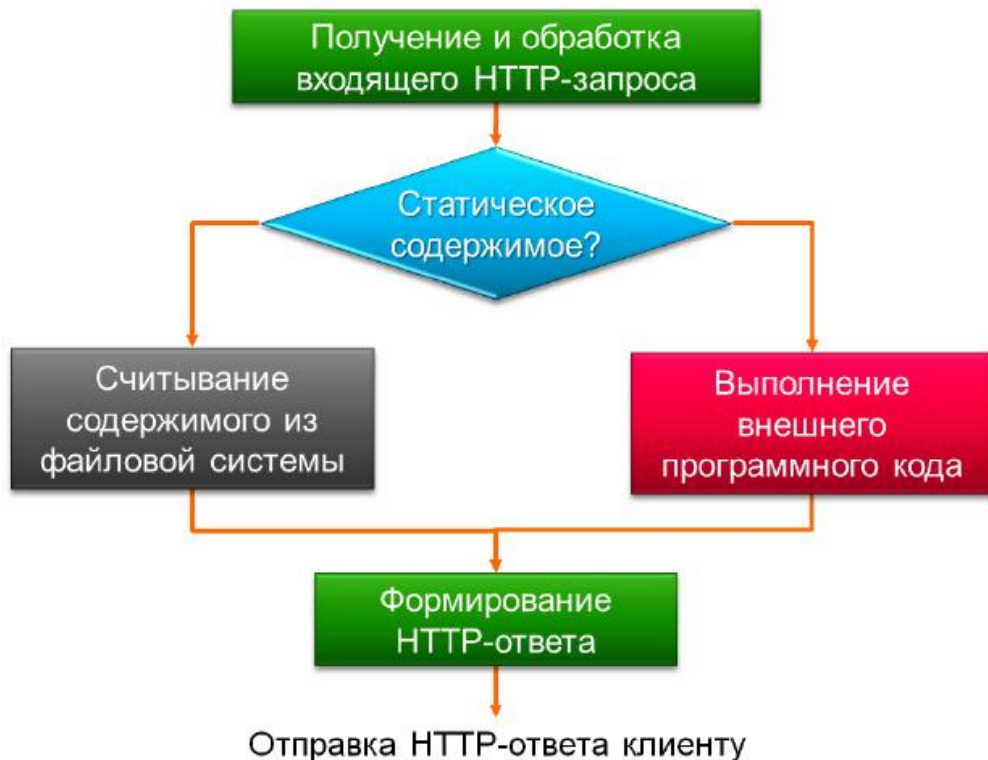 Получение и обработка
входящего HTTP-запроса
Статическое
содержимое?
Считывание
содержимого из
файловой системы
Выполнение
внешнего
программного кода
Формирование
HTTP-ответа
Отправка HTTP-ответа клиенту